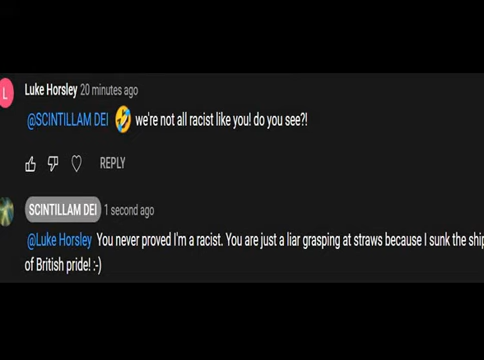 L
Luke Horsley 20 minutes ago
@SCINTILLAM DEI 🤣 we're not all racist like you! do you see?!
REPLY
SCINTILLAM DEI 1 second ago
@Luke Horsley You never proved I'm a racist. You are just a liar grasping at straws because I sunk the ship
of British pride! :-)